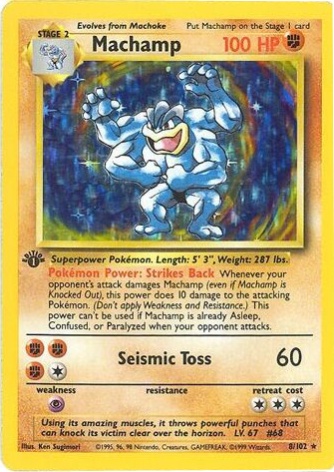 Evolves from Machoke Put Machamp on the Stage 1 card
STAGE 2
Machamp 100 HP
1
EDITION
Superpower Pokémon. Length: 5' 3", Weight: 287 lbs.
Pokémon Power: Strikes Back Whenever your
opponent's attack damages Machamp (even if Machamp is
Knocked Out), this power does 10 damage to the attacking
Pokémon. (Don't apply Weakness and Resistance.) This
power can't be used if Machamp is already Asleep,
Confused, or Paralyzed when your opponent attacks.
Seismic Toss 60
weakness resistance retreat cost
Using its amazing muscles, it throws powerful punches that
can knock its victim clear over the horizon. LV. 67 #68
Illus. Ken Sugimori ©1995, 96, 98 Nintendo, Creatures, GAMEFREAK. ©1999 Wizards. 8/102 ★